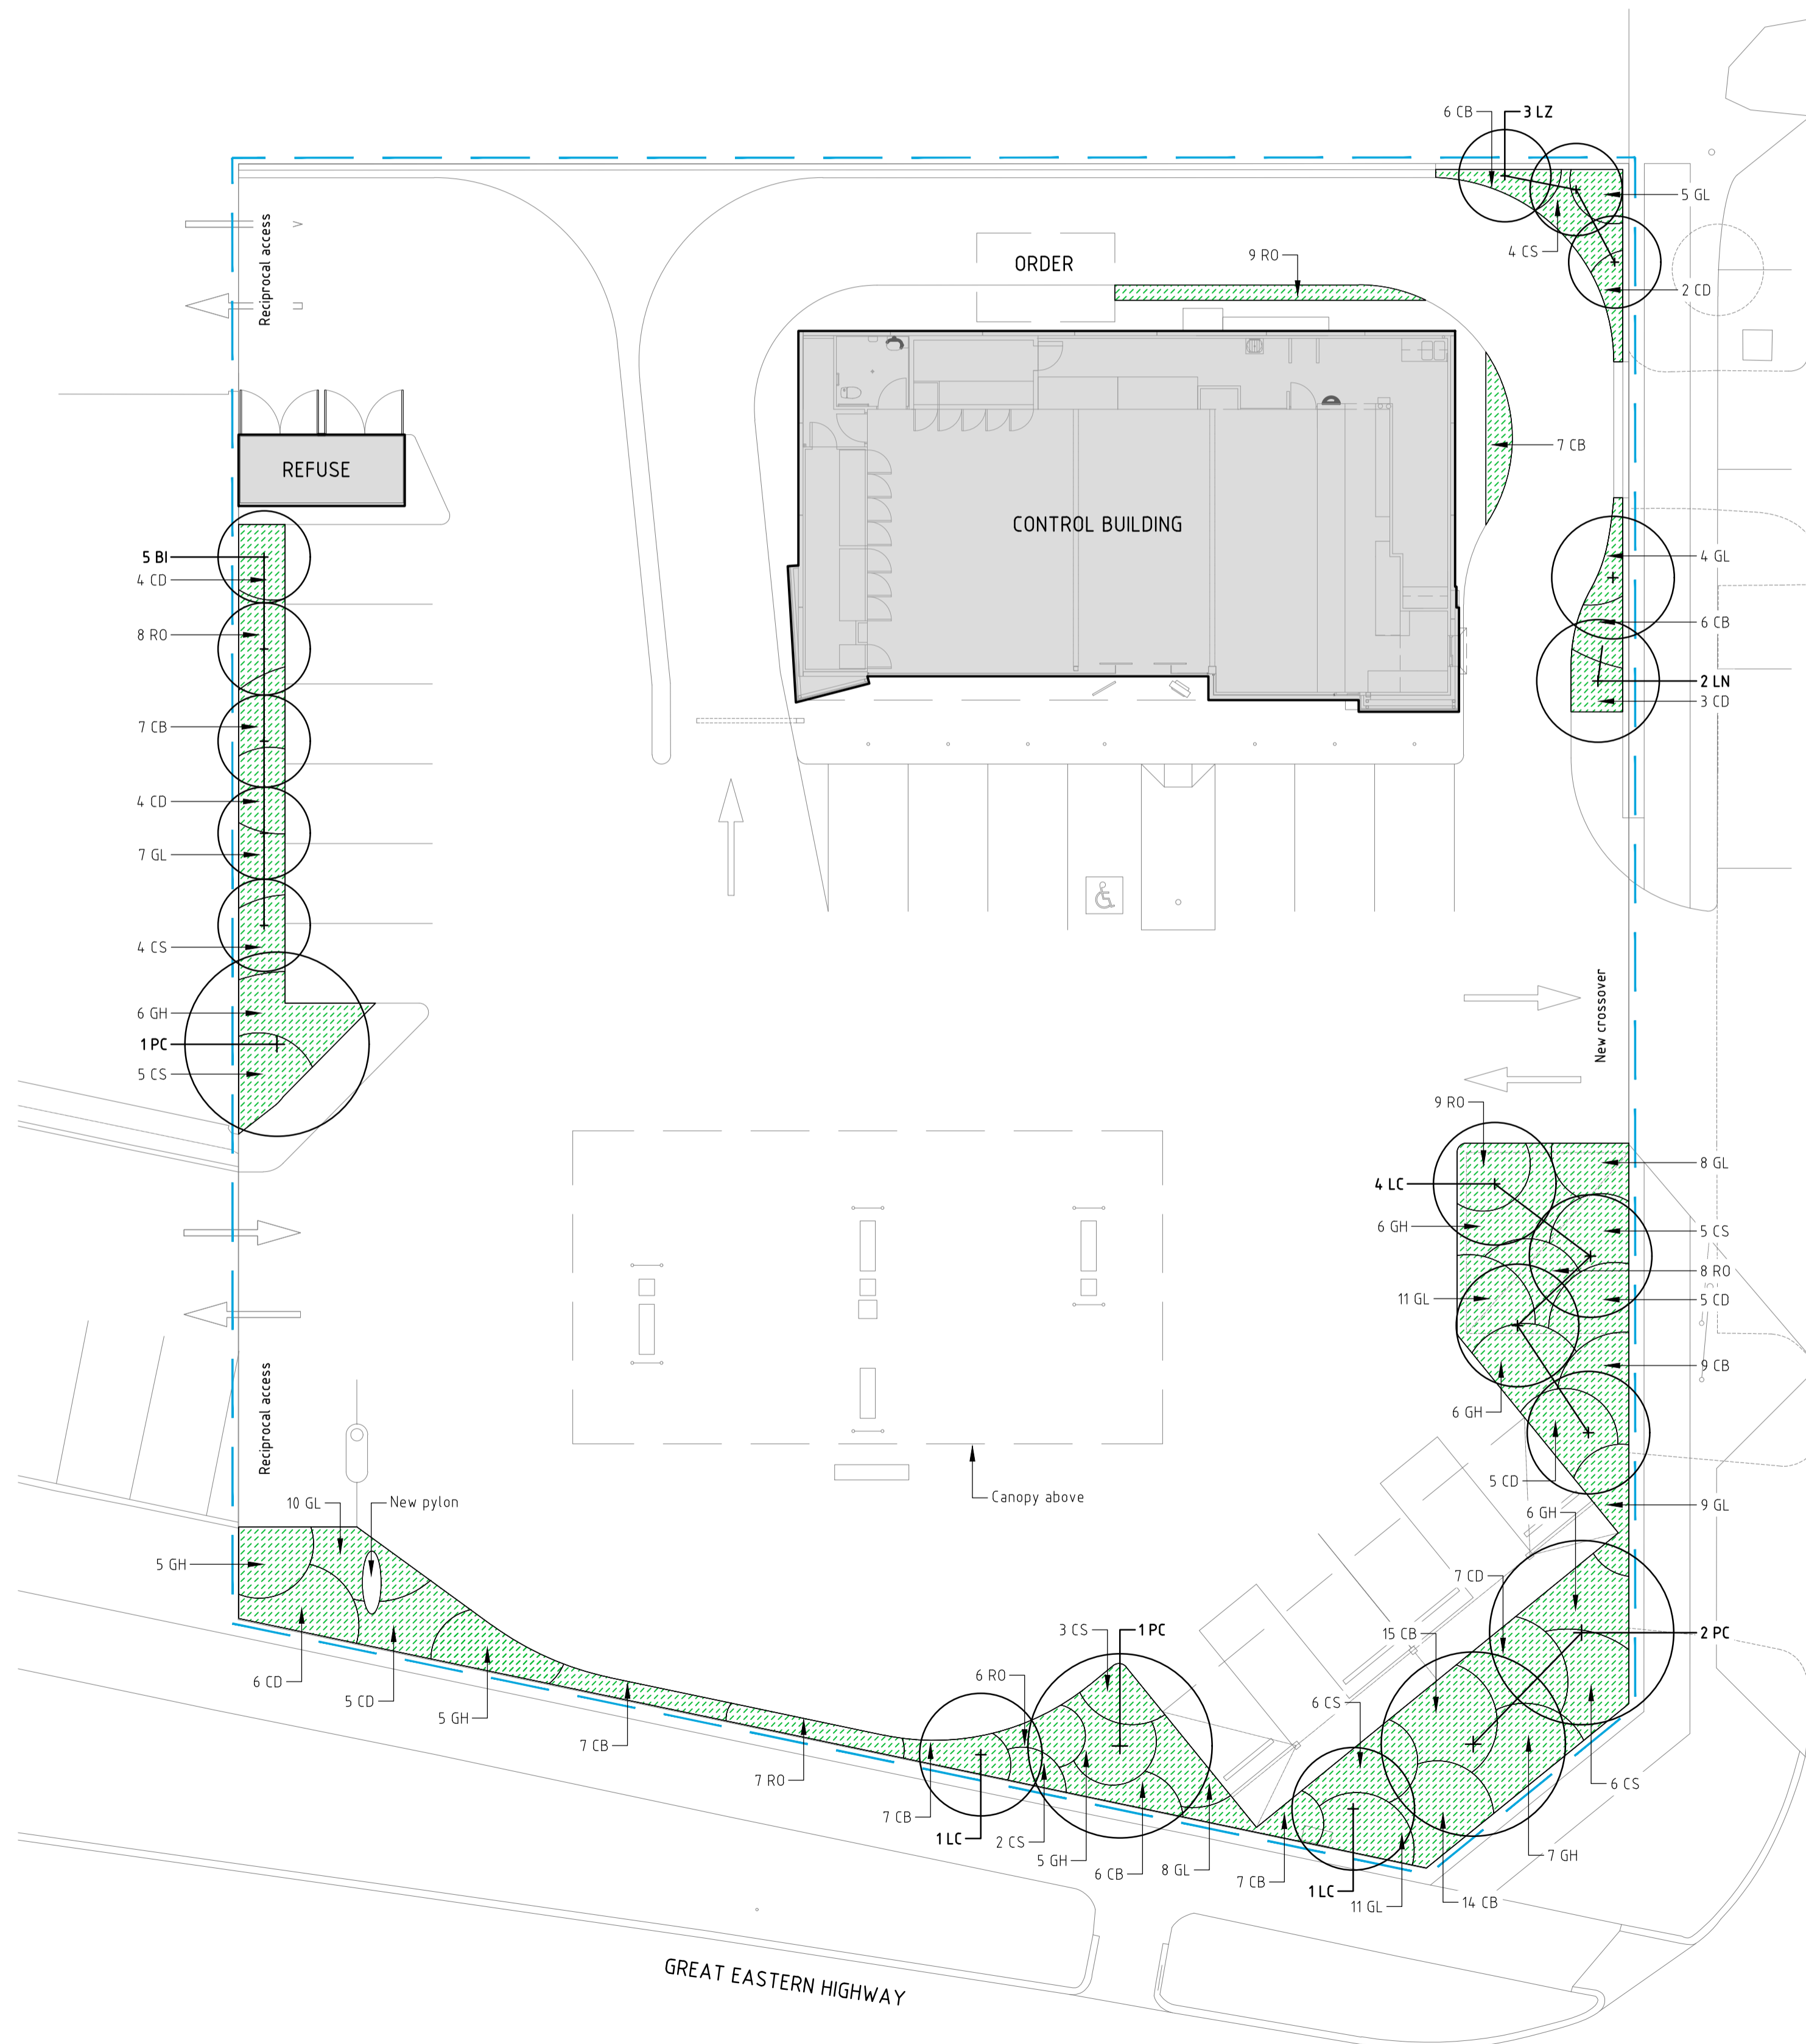 6 CB
3 LZ
5 GL
4 CS
2 CD
Reciprocal access
ORDER
9 RO
7 CB
REFUSE
CONTROL BUILDING
5 BI
4 CD
8 RO
7 CB
4 CD
7 GL
4 CS
6 GH
1 PC
5 CS
4 GL
6 CB
2 LN
3 CD
New crossover
9 RO
8 GL
4 LC
6 GH
5 CS
8 RO
11 GL
5 CD
9 CB
6 GH
5 CD
9 GL
6 GH
Reciprocal access
Canopy above
10 GL
New pylon
5 GH
7 CD
3 CS
1 PC
15 CB
2 PC
6 CD
5 CD
5 GH
6 RO
6 CS
7 CB
7 RO
6 CS
7 CB
1 LC
2 CS
5 GH
6 CB
8 GL
7 CB
1 LC
11 GL
14 CB
7 GH
GREAT EASTERN HIGHWAY